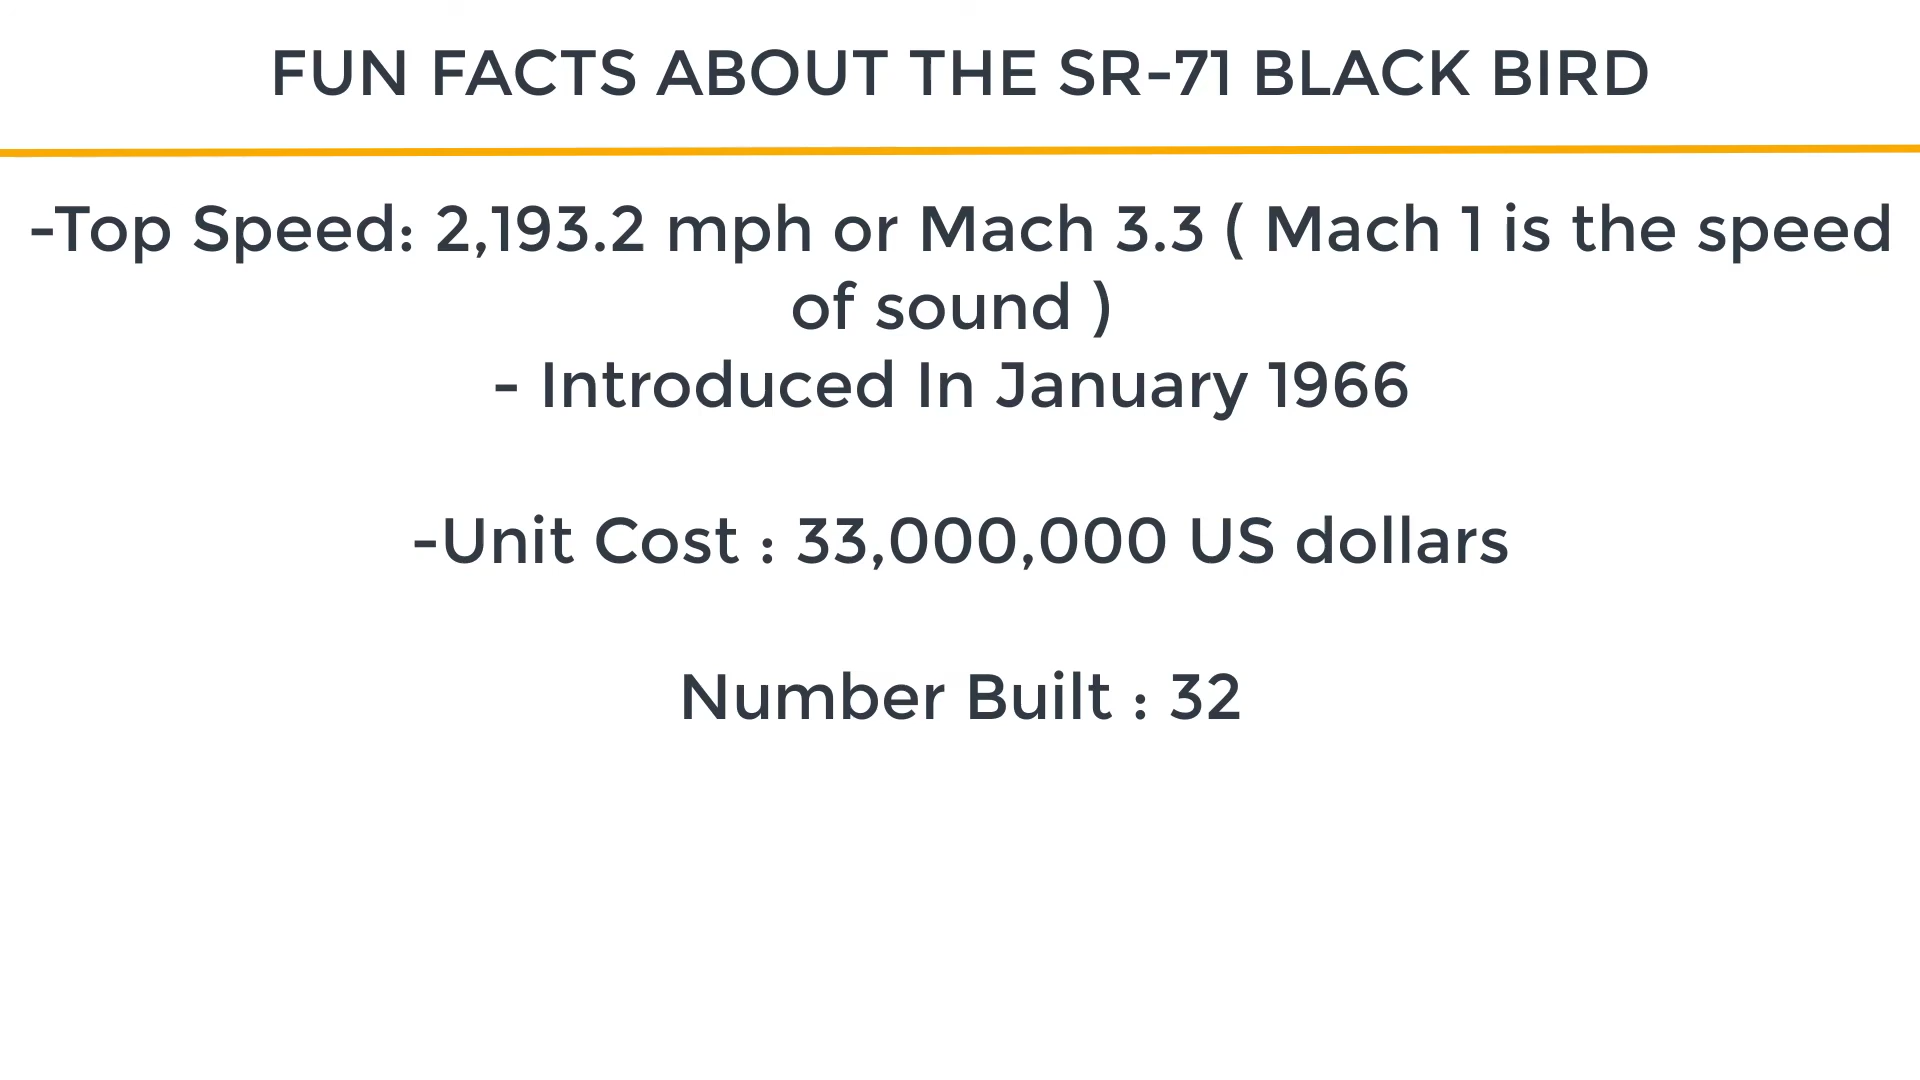 FUN FACTS ABOUT THE SR-71 BLACK BIRD
-Top Speed: 2,193.2 mph or Mach 3.3 ( Mach 1 is the speed
of sound )
- Introduced In January 1966
-Unit Cost : 33,000,000 US dollars
Number Built : 32